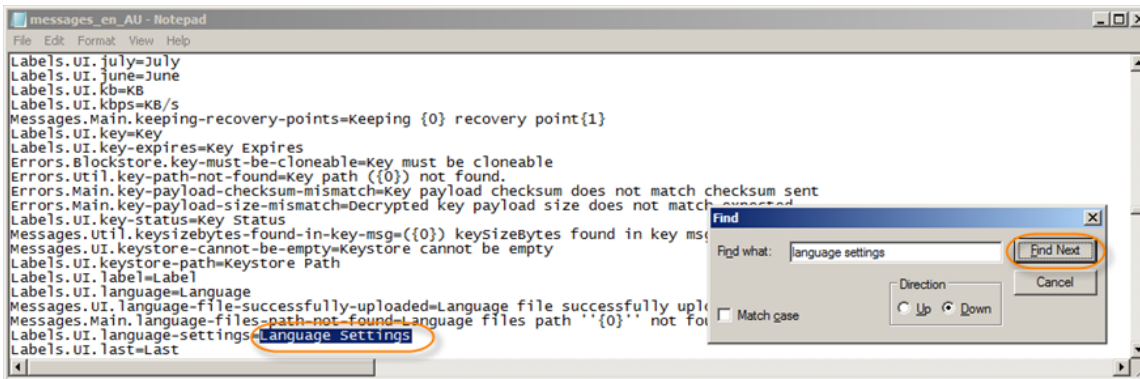 messages_en_AU - Notepad
File Edit Format View Help
Labels.UI.july=July
Labels.UI.june=June
Labels.UI.kb=KB
Labels.UI.kbps=KB/s
Messages.Main.keeping-recovery-points=Keeping {0} recovery point{1}
Labels.UI.key=Key
Labels.UI.key-expires=Key Expires
Errors.Blockstore.key-must-be-cloneable=Key must be cloneable
Errors.Util.key-path-not-found=Key path ({0}) not found.
Errors.Main.key-payload-checksum-mismatch=Key payload checksum does not match checksum sent
Errors.Main.key-payload-size-mismatch=Decrypted key payload size does not match expected
Labels.UI.key-status=Key Status
Messages.Util.keysizebytes-found-in-key-msg=({0}) keySizeBytes found in key msg
Messages.UI.keystore-cannot-be-empty=Keystore cannot be empty
Labels.UI.keystore-path=Keystore Path
Labels.UI.label=Label
Labels.UI.language=Language
Messages.UI.language-file-successfully-uploaded=Language file successfully uplo
Messages.Main.language-files-path-not-found=Language files path ''{0}'' not fou
Labels.UI.language-settings=Language Settings
Labels.UI.last=Last
Find
Find what: language settings
Find Next
Cancel
Direction
Up Down
Match case